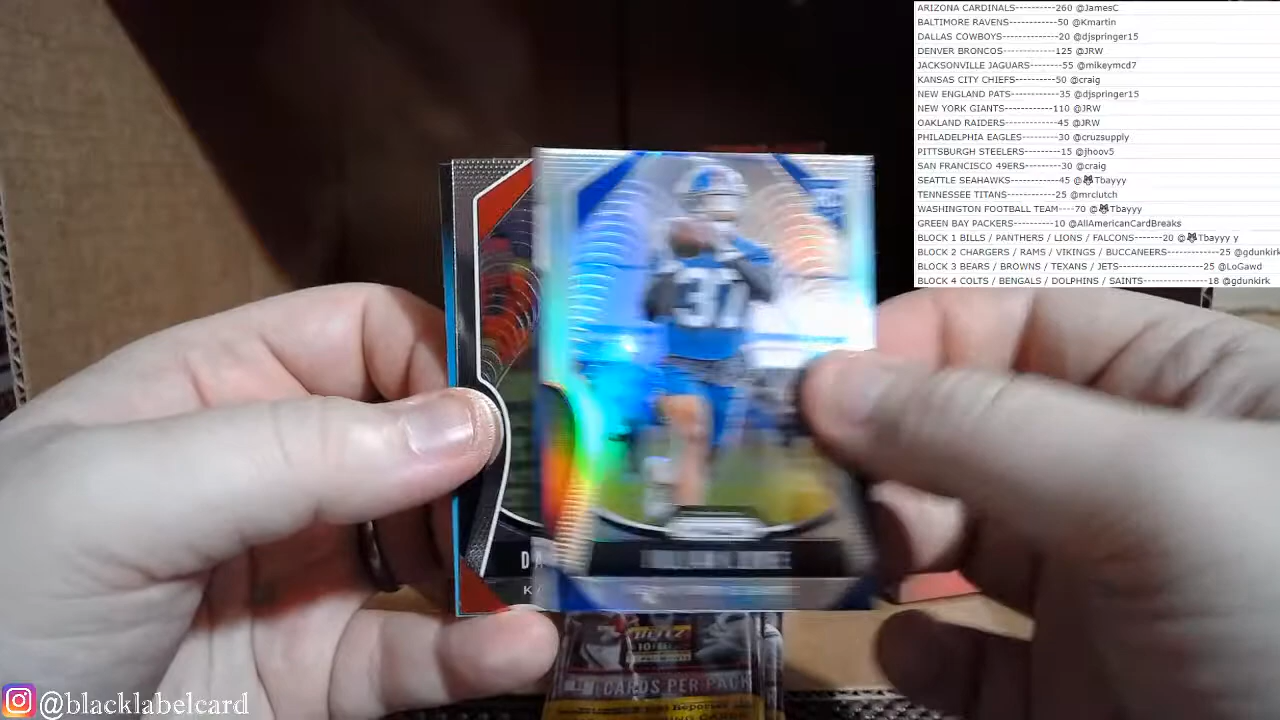 ARIZONA CARDINALS----------260 @JamesC
BALTIMORE RAVENS------------50 @Kmartin
DALLAS COWBOYS--------------20 @djspringer15
DENVER BRONCOS-------------125 @JRW
JACKSONVILLE JAGUARS--------55 @mikeymcd7
KANSAS CITY CHIEFS----------50 @craig
NEW ENGLAND PATS------------35 @djspringer15
NEW YORK GIANTS------------110 @JRW
OAKLAND RAIDERS-------------45 @JRW
PHILADELPHIA EAGLES---------30 @cruzsupply
PITTSBURGH STEELERS---------15 @jhoov5
SAN FRANCISCO 49ERS---------30 @craig
SEATTLE SEAHAWKS------------45 @Tbayyy
TENNESSEE TITANS------------25 @mrclutch
WASHINGTON FOOTBALL TEAM----70 @Tbayyy
GREEN BAY PACKERS-----------10 @AllAmericanCardBreaks
BLOCK 1 BILLS / PANTHERS / LIONS / FALCONS-------20 @Tbayyy y
BLOCK 2 CHARGERS / RAMS / VIKINGS / BUCCANEERS-------------25 @gdunkirk
BLOCK 3 BEARS / BROWNS / TEXANS / JETS---------------------25 @LoGawd
BLOCK 4 COLTS / BENGALS / DOLPHINS / SAINTS----------------18 @gdunkirk
37
DA
KA
CARDS PER PACK
@blacklabelcard